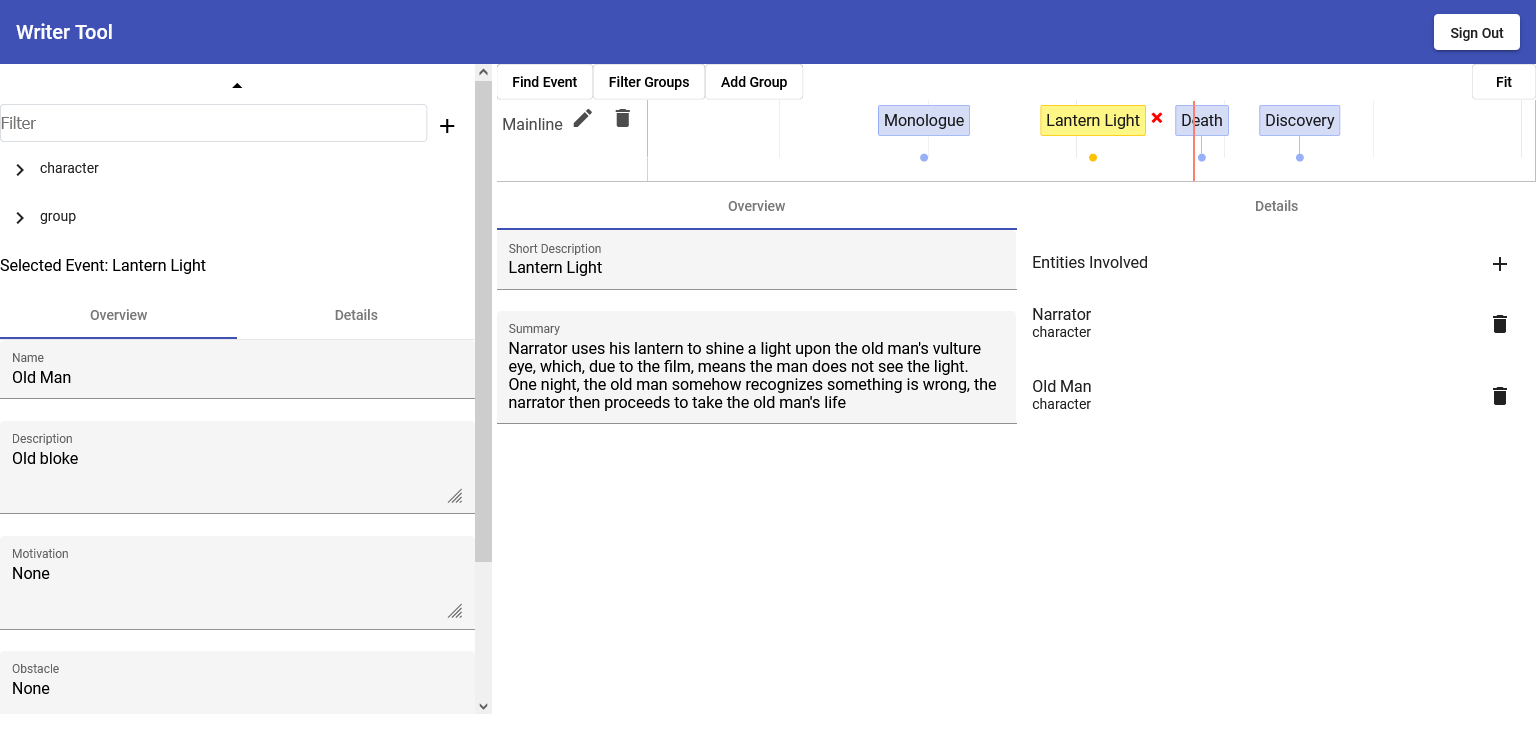 Writer Tool
Sign Out
Filter
character
group
Selected Event: Lantern Light
Overview
Details
Name
Old Man
Description
Old bloke
Motivation
None
Obstacle
None
Find Event
Filter Groups
Add Group
Fit
Mainline
Monologue
Lantern Light
Death
Discovery
Overview
Details
Short Description
Lantern Light
Summary
Narrator uses his lantern to shine a light upon the old man's vulture
eye, which, due to the film, means the man does not see the light.
One night, the old man somehow recognizes something is wrong, the
narrator then proceeds to take the old man's life
Entities Involved
Narrator
character
Old Man
character